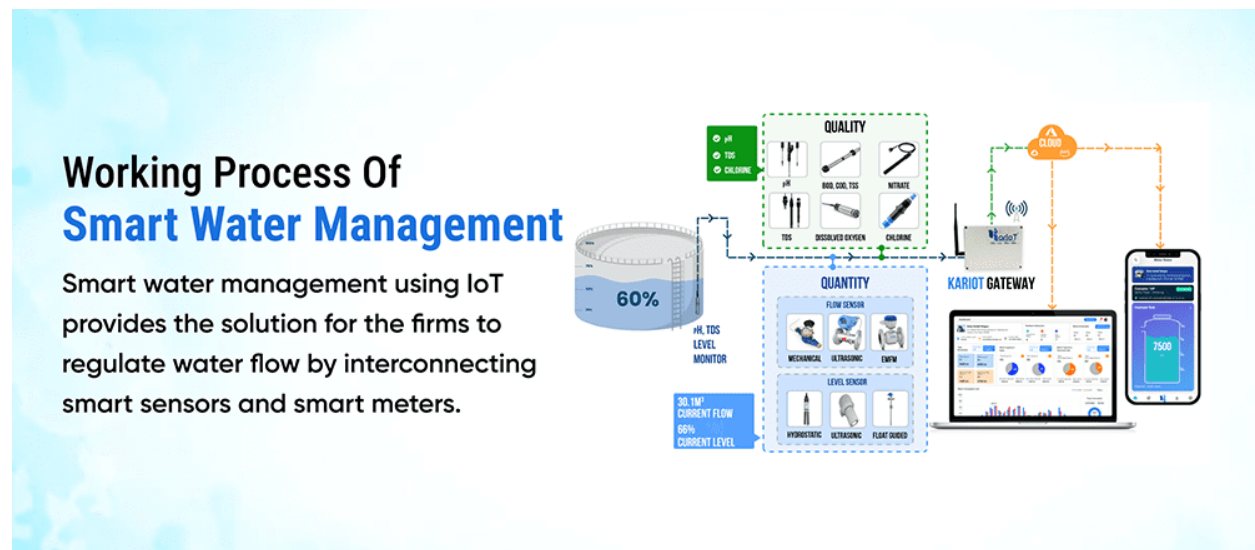 Working Process Of
Smart Water Management
Smart water management using IoT
provides the solution for the firms to
regulate water flow by interconnecting
smart sensors and smart meters.
60%
pH, TDS
LEVEL
MONITOR
pH
TDS
CHLORINE
QUALITY
pH
BOD, COD, TSS
NITRATE
TDS
DISSOLVED OXYGEN
CHLORINE
QUANTITY
FLOW SENSOR
MECHANICAL
ULTRASONIC
EMFM
LEVEL SENSOR
HYDROSTATIC
ULTRASONIC
FLOAT GUIDED
30.1M³
CURRENT FLOW
66%
CURRENT LEVEL
KARIOT GATEWAY
CLOUD
7500